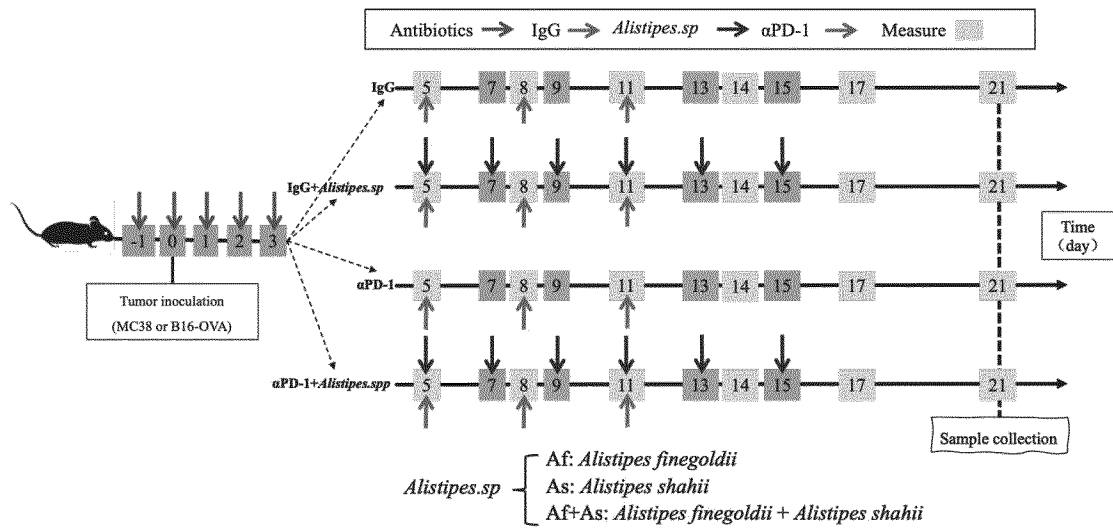 Antibiotics IgG Alistipes.sp αPD-1 Measure
IgG 5 7 8 9 11 13 14 15 21
IgG+Alistipes.sp 5 7 8 9 11 13 14 15 17 21
-1 0 1 2 3
Time
(day)
αPD-1 5 7 8 9 11 13 14 15 21
Tumor inoculation
(MC38 or B16-OVA)
αPD-1+Alistipes.spp 5 7 8 9 11 13 14 15 17 21
Sample collection
Af: Alistipes finegoldii
Alistipes.sp As: Alistipes shahii
Af+As: Alistipes finegoldii + Alistipes shahii